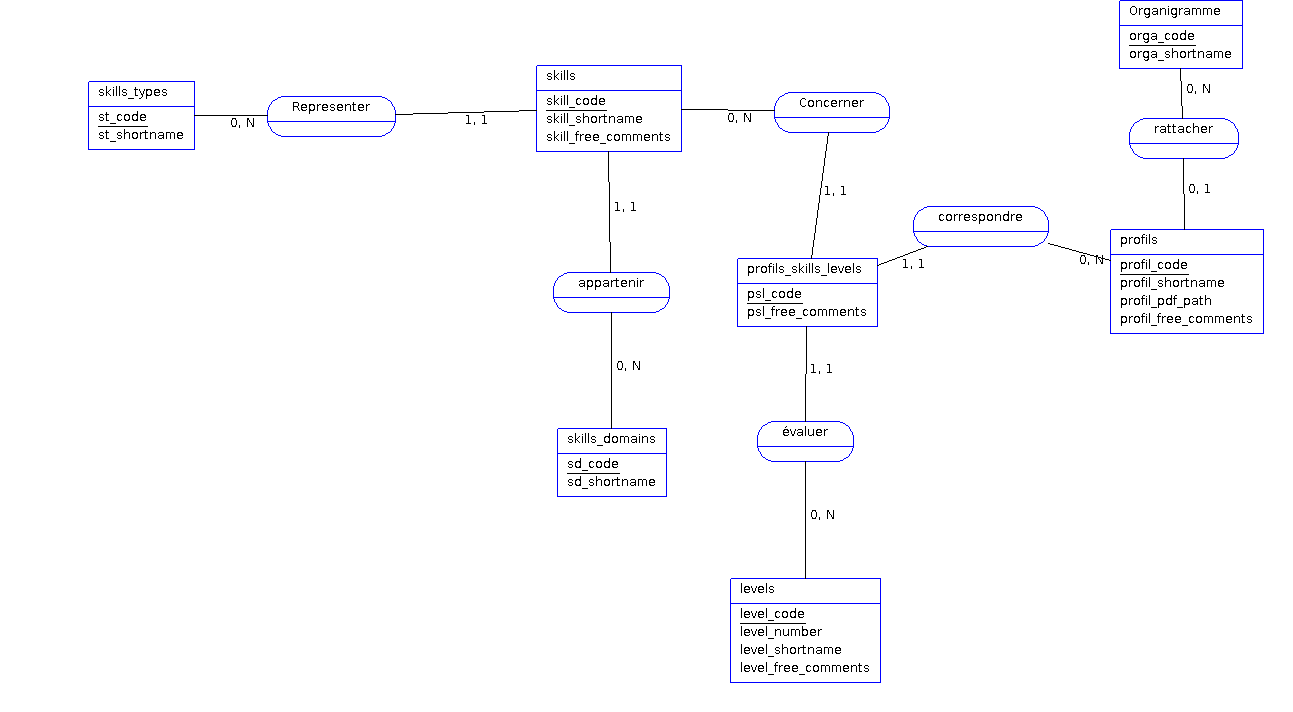 Organigramme
orga_code
orga_shortname
0, N
rattacher
0, 1
skills_types
st_code
st_shortname
0, N
Representer
1, 1
skills
skill_code
skill_shortname
skill_free_comments
0, N
Concerner
1, 1
1, 1
appartenir
0, N
skills_domains
sd_code
sd_shortname
correspondre
1, 1
0, N
profils
profil_code
profil_shortname
profil_pdf_path
profil_free_comments
profils_skills_levels
psl_code
psl_free_comments
1, 1
évaluer
0, N
levels
level_code
level_number
level_shortname
level_free_comments